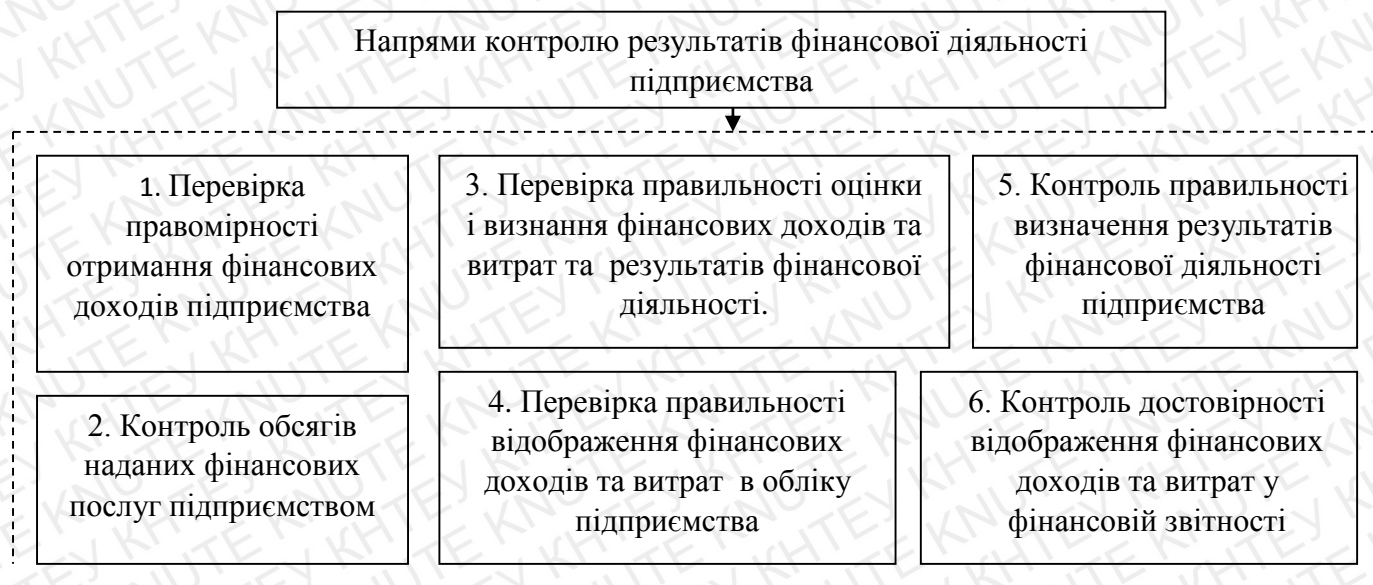 Напрями контролю результатів фінансової діяльності
підприємства
1. Перевірка
правомірності
отримання фінансових
доходів підприємства
2. Контроль обсягів
наданих фінансових
послуг підприємством
3. Перевірка правильності оцінки
і визнання фінансових доходів та
витрат та результатів фінансової
діяльності.
4. Перевірка правильності
відображення фінансових
доходів та витрат в обліку
підприємства
5. Контроль правильності
визначення результатів
фінансової діяльності
підприємства
6. Контроль достовірності
відображення фінансових
доходів та витрат у
фінансовій звітності